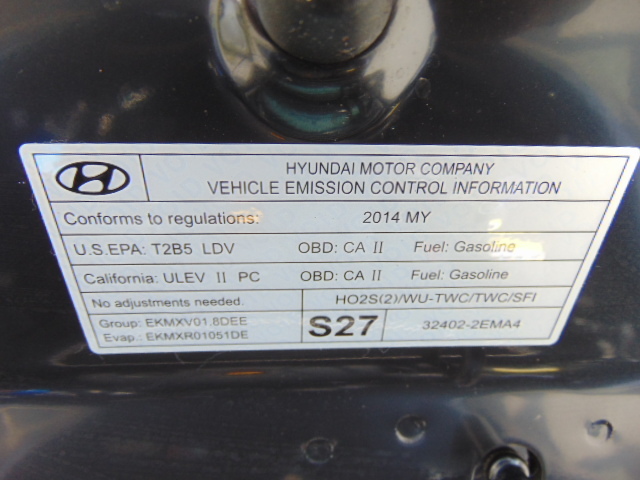 HYUNDAI MOTOR COMPANY
VEHICLE EMISSION CONTROL INFORMATION
Conforms to regulations: 2014 MY
U.S.EPA: T2B5 LDV OBD: CA II Fuel: Gasoline
California: ULEV II PC OBD: CA II Fuel: Gasoline
No adjustments needed. HO2S(2)/WU-TWC/TWC/SFI
Group: EKMXV01.8DEE S27 32402-2EMA4
Evap.: EKMXR01051DE